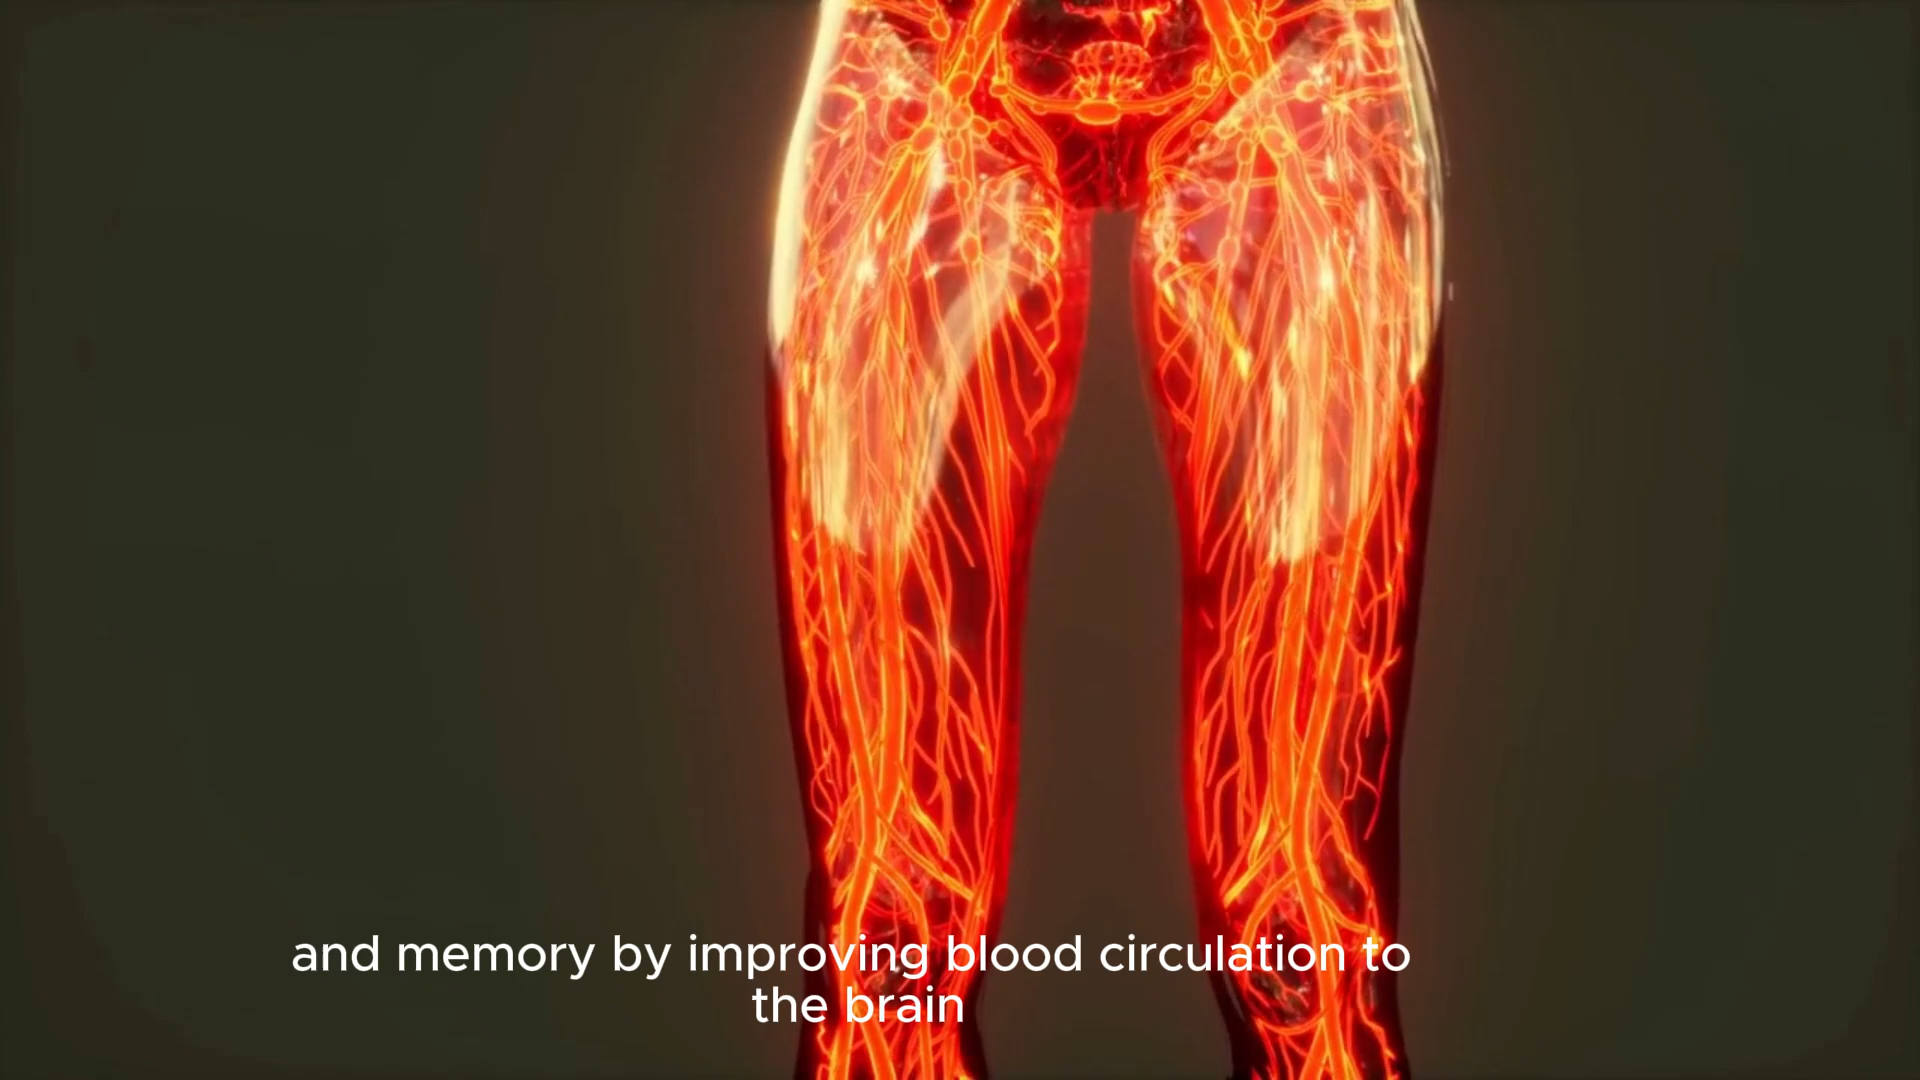 and memory by improving blood circulation to
the brain